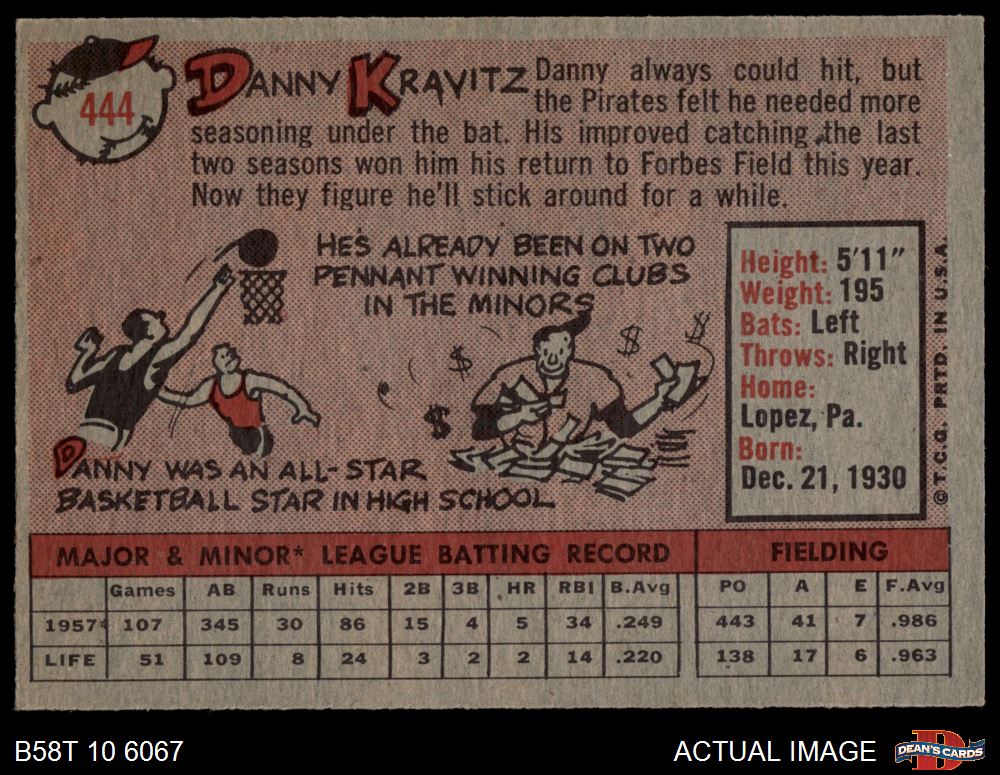 444
DANNY KRAVITZ
Danny always could hit, but
the Pirates felt he needed more
seasoning under the bat. His improved catching the last
two seasons won him his return to Forbes Field this year.
Now they figure he'll stick around for a while.
HE'S ALREADY BEEN ON TWO
PENNANT WINNING CLUBS
IN THE MINORS
$ $ $ $ $
DANNY WAS AN ALL-STAR
BASKETBALL STAR IN HIGH SCHOOL
Height: 5'11"
Weight: 195
Bats: Left
Throws: Right
Home:
Lopez, Pa.
Born:
Dec. 21, 1930
© T.C.G. PRTD. IN U.S.A.
MAJOR & MINOR* LEAGUE BATTING RECORD FIELDING
Games AB Runs Hits 2B 3B HR RBI B.Avg PO A E F.Avg
1957* 107 345 30 86 15 4 5 34 .249 443 41 7 .986
LIFE 51 109 8 24 3 2 2 14 .220 138 17 6 .963
B58T 10 6067
ACTUAL IMAGE
D
DEAN'S CARDS